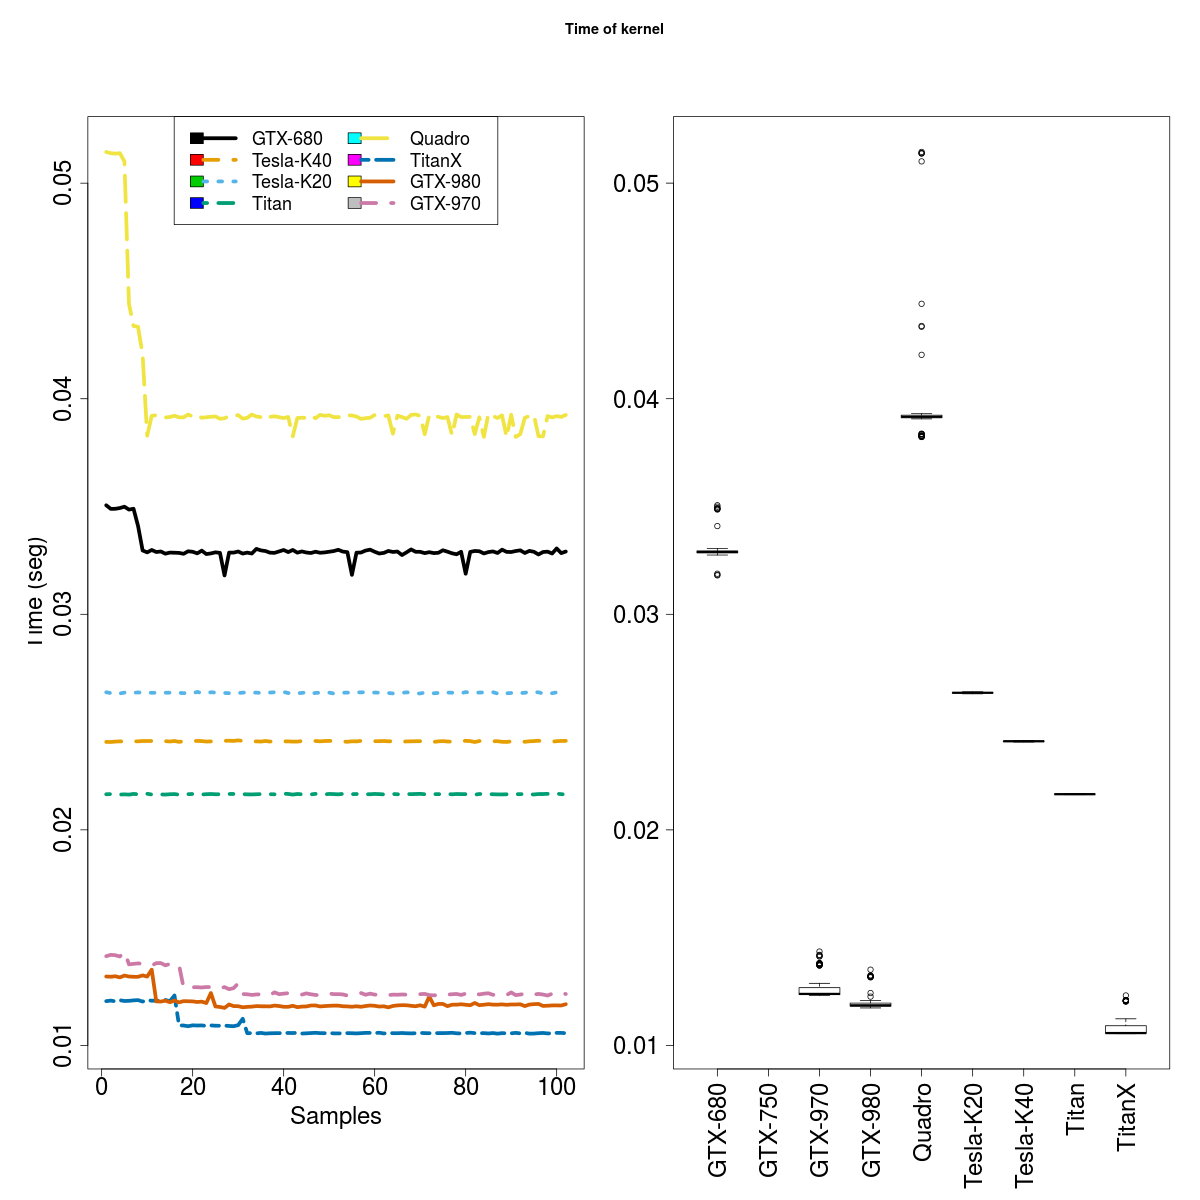 Time of kernel
GTX-680
Tesla-K40
Tesla-K20
Titan
Quadro
TitanX
GTX-980
GTX-970
Time (seg)
0.01
0.02
0.03
0.04
0.05
0
20
40
60
80
100
Samples
0.01
0.02
0.03
0.04
0.05
GTX-680
GTX-750
GTX-970
GTX-980
Quadro
Tesla-K20
Tesla-K40
Titan
TitanX